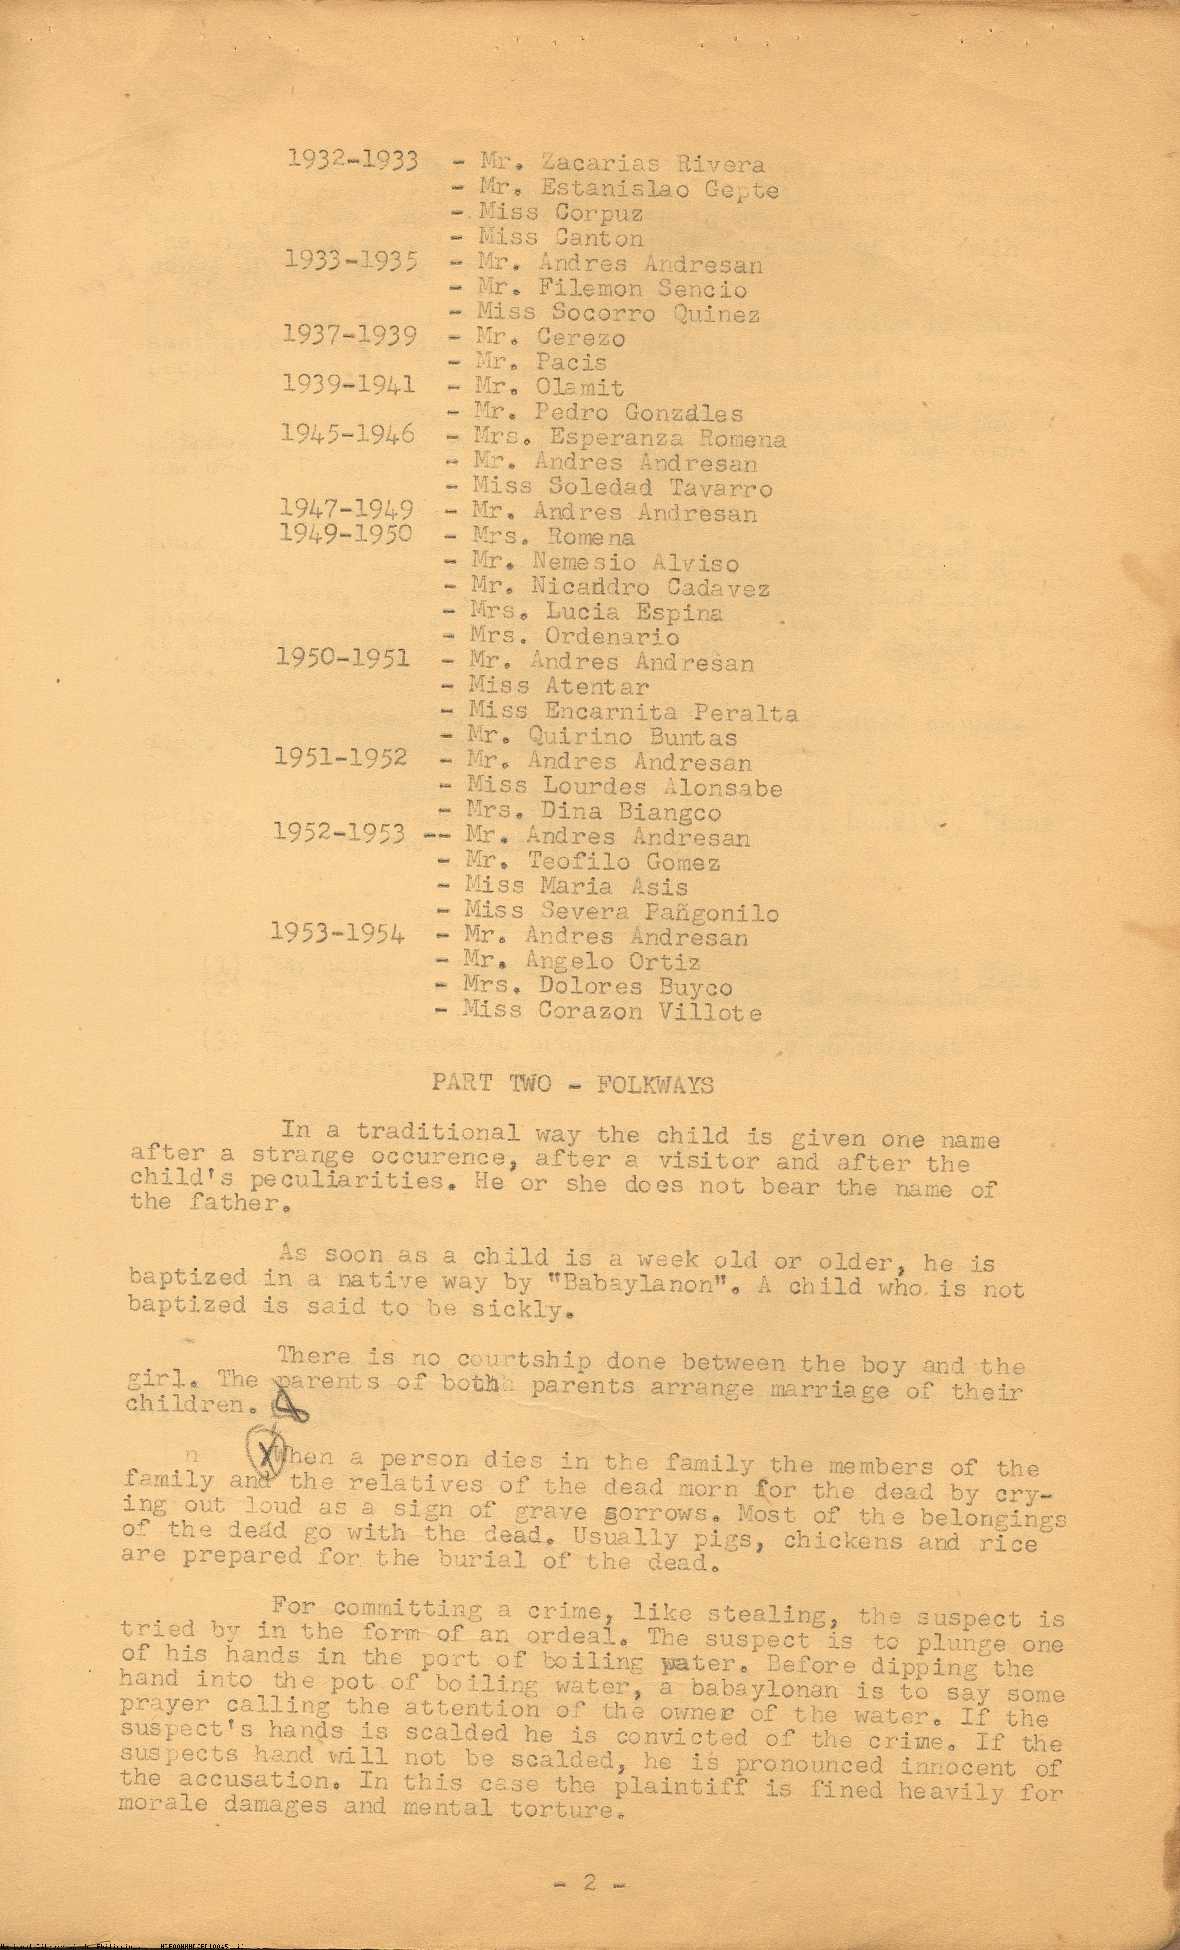 1932-1933 - Mr. Zacarias Rivera
- Mr. Estanislao Gepte
- Miss Corpuz
- Miss Canton
1933-1935 - Mr. Andres Andresan
- Mr. Filemon Sencio
- Miss Socorro Quinez
1937-1939 - Mr. Cerezo
- Mr. Pacis
1939-1941 - Mr. Olamit
- Mr. Pedro Gonzales
1945-1946 - Mrs. Esperanza Romena
- Mr. Andres Andresan
- Miss Soledad Tavarro
1947-1949 - Mr. Andres Andresan
1949-1950 - Mrs. Romena
- Mr. Nemesio Alviso
- Mr. Nicanddro Cadavez
- Mrs. Lucia Espina
- Mrs. Ordenario
1950-1951 - Mr. Andres Andresan
- Miss Atentar
- Miss Encarnita Peralta
- Mr. Quirino Buntas
1951-1952 - Mr. Andres Andresan
- Miss Lourdes Alonsabe
- Mrs. Dina Biangco
1952-1953 -- Mr. Andres Andresan
- Mr. Teofilo Gomez
- Miss Maria Asis
- Miss Severa Pañgonilo
1953-1954 - Mr. Andres Andresan
- Mr. Angelo Ortiz
- Mrs. Dolores Buyco
- Miss Corazon Villote
PART TWO - FOLKWAYS
In a traditional way the child is given one name
after a strange occurence, after a visitor and after the
child's peculiarities. He or she does not bear the name of
the father.
As soon as a child is a week old or older, he is
baptized in a native way by "Babaylanon". A child who is not
baptized is said to be sickly.
There is no courtship done between the boy and the
girl. The parents of bothh parents arrange marriage of their
children.
n When a person dies in the family the members of the
family and the relatives of the dead morn for the dead by cry-
ing out loud as a sign of grave sorrows. Most of the belongings
of the dead go with the dead. Usually pigs, chickens and rice
are prepared for the burial of the dead.
For committing a crime, like stealing, the suspect is
tried by in the form of an ordeal. The suspect is to plunge one
of his hands in the port of boiling water. Before dipping the
hand into the pot of boiling water, a babaylonan is to say some
prayer calling the attention of the owner of the water. If the
suspect's hands is scalded he is convicted of the crime. If the
suspects hand will not be scalded, he is pronounced innocent of
the accusation. In this case the plaintiff is fined heavily for
morale damages and mental torture.
- 2 -